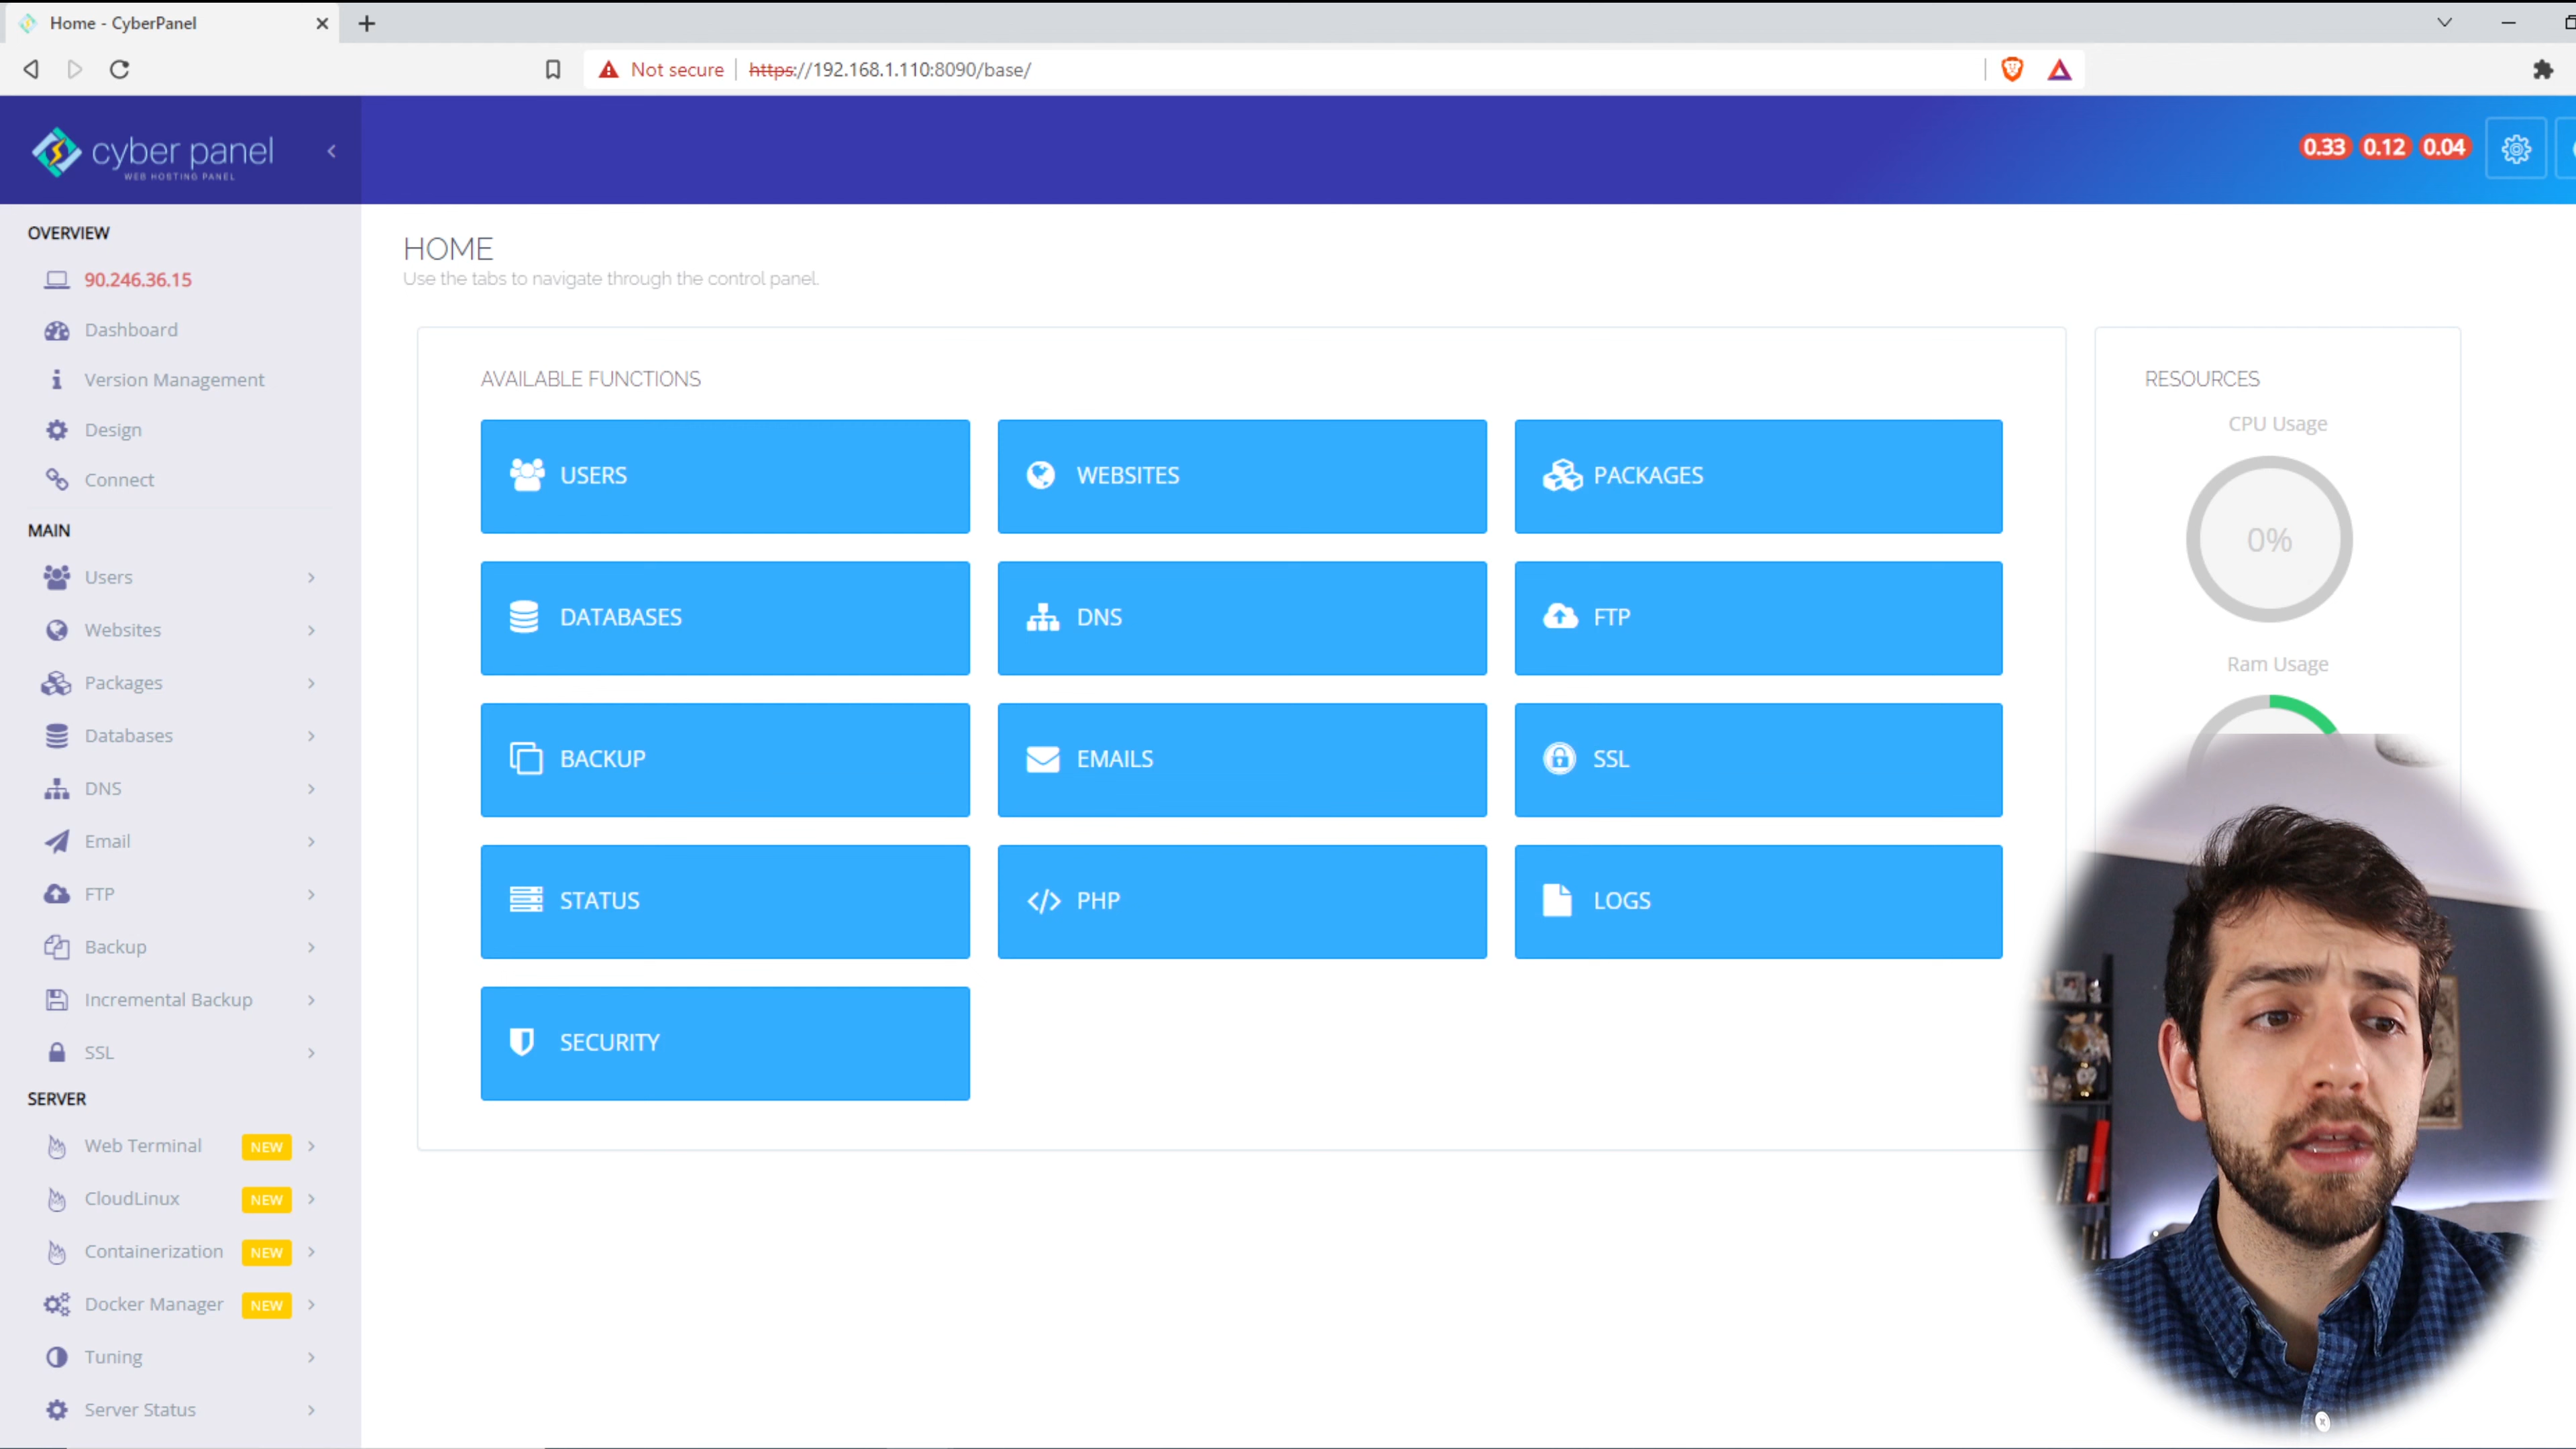 Home - CyberPanel
Not secure
https://192.168.1.110:8090/base/
cyber panel
WEB HOSTING PANEL
0.33 0.12 0.04
OVERVIEW
90.246.36.15
Dashboard
Version Management
Design
Connect
MAIN
Users
Websites
Packages
Databases
DNS
Email
FTP
Backup
Incremental Backup
SSL
SERVER
Web Terminal NEW
CloudLinux NEW
Containerization NEW
Docker Manager NEW
Tuning
Server Status
HOME
Use the tabs to navigate through the control panel.
AVAILABLE FUNCTIONS
USERS
WEBSITES
PACKAGES
DATABASES
DNS
FTP
BACKUP
EMAILS
SSL
STATUS
PHP
LOGS
SECURITY
RESOURCES
CPU Usage
0%
Ram Usage